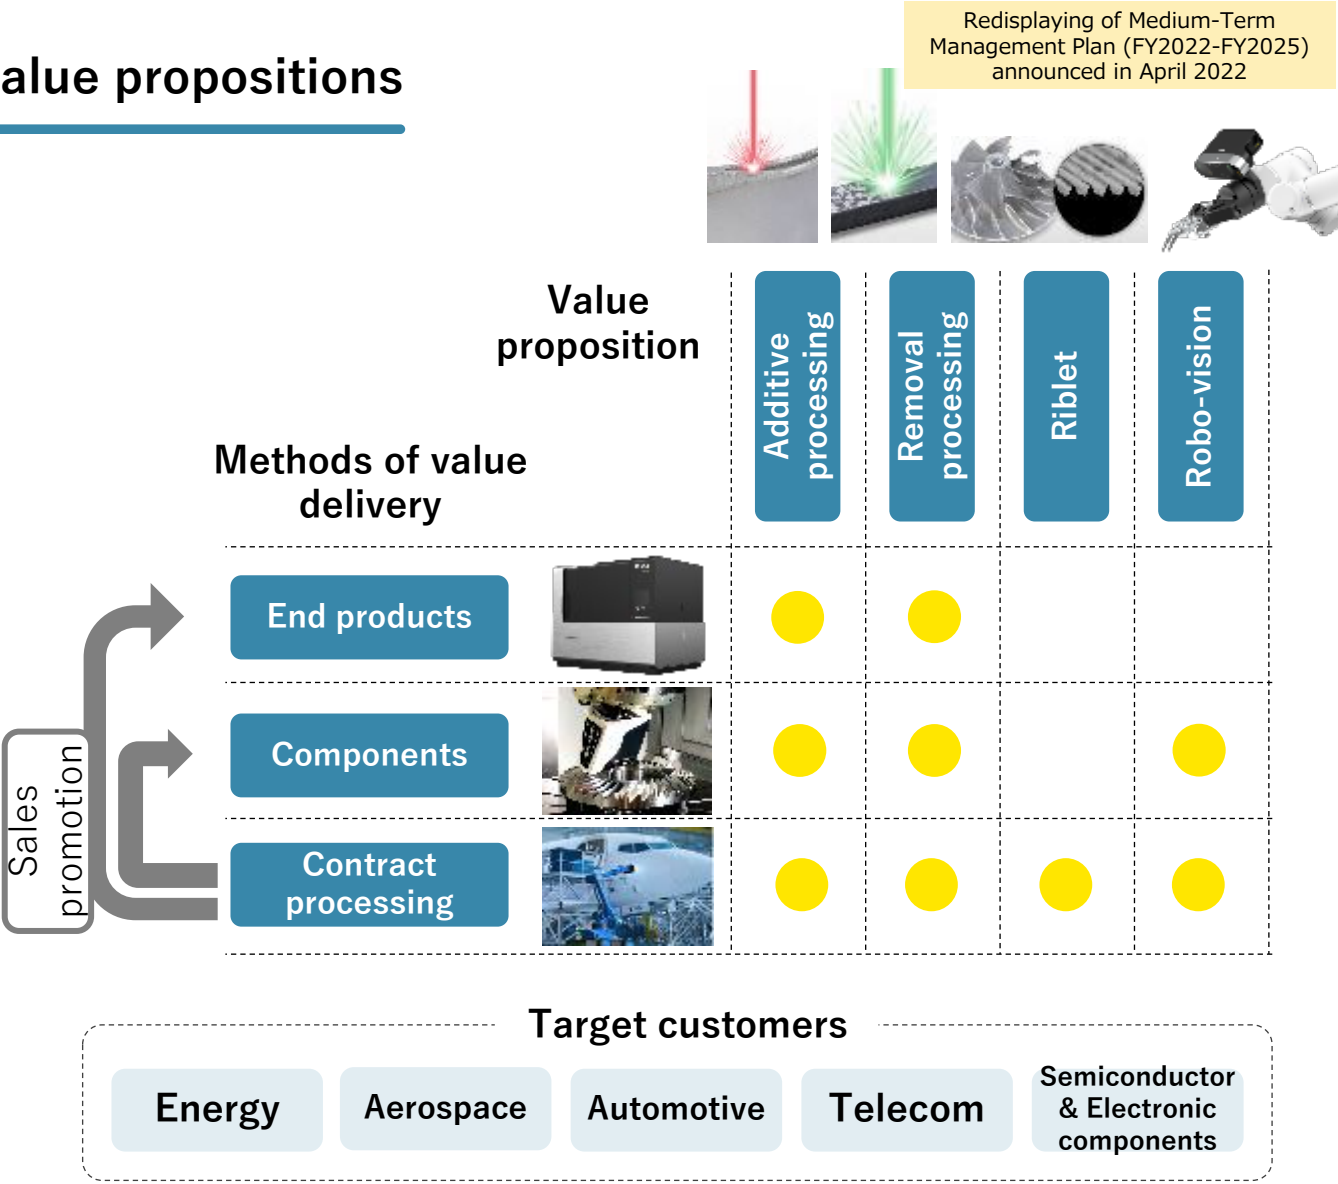 Redisplaying of Medium-Term
Management Plan (FY2022-FY2025)
announced in April 2022
alue propositions
Value
proposition
Additive
processing
Removal
processing
Riblet
Robo-vision
Methods of value
delivery
End products
Components
Contract
processing
Sales
promotion
Target customers
Energy
Aerospace
Automotive
Telecom
Semiconductor
& Electronic
components